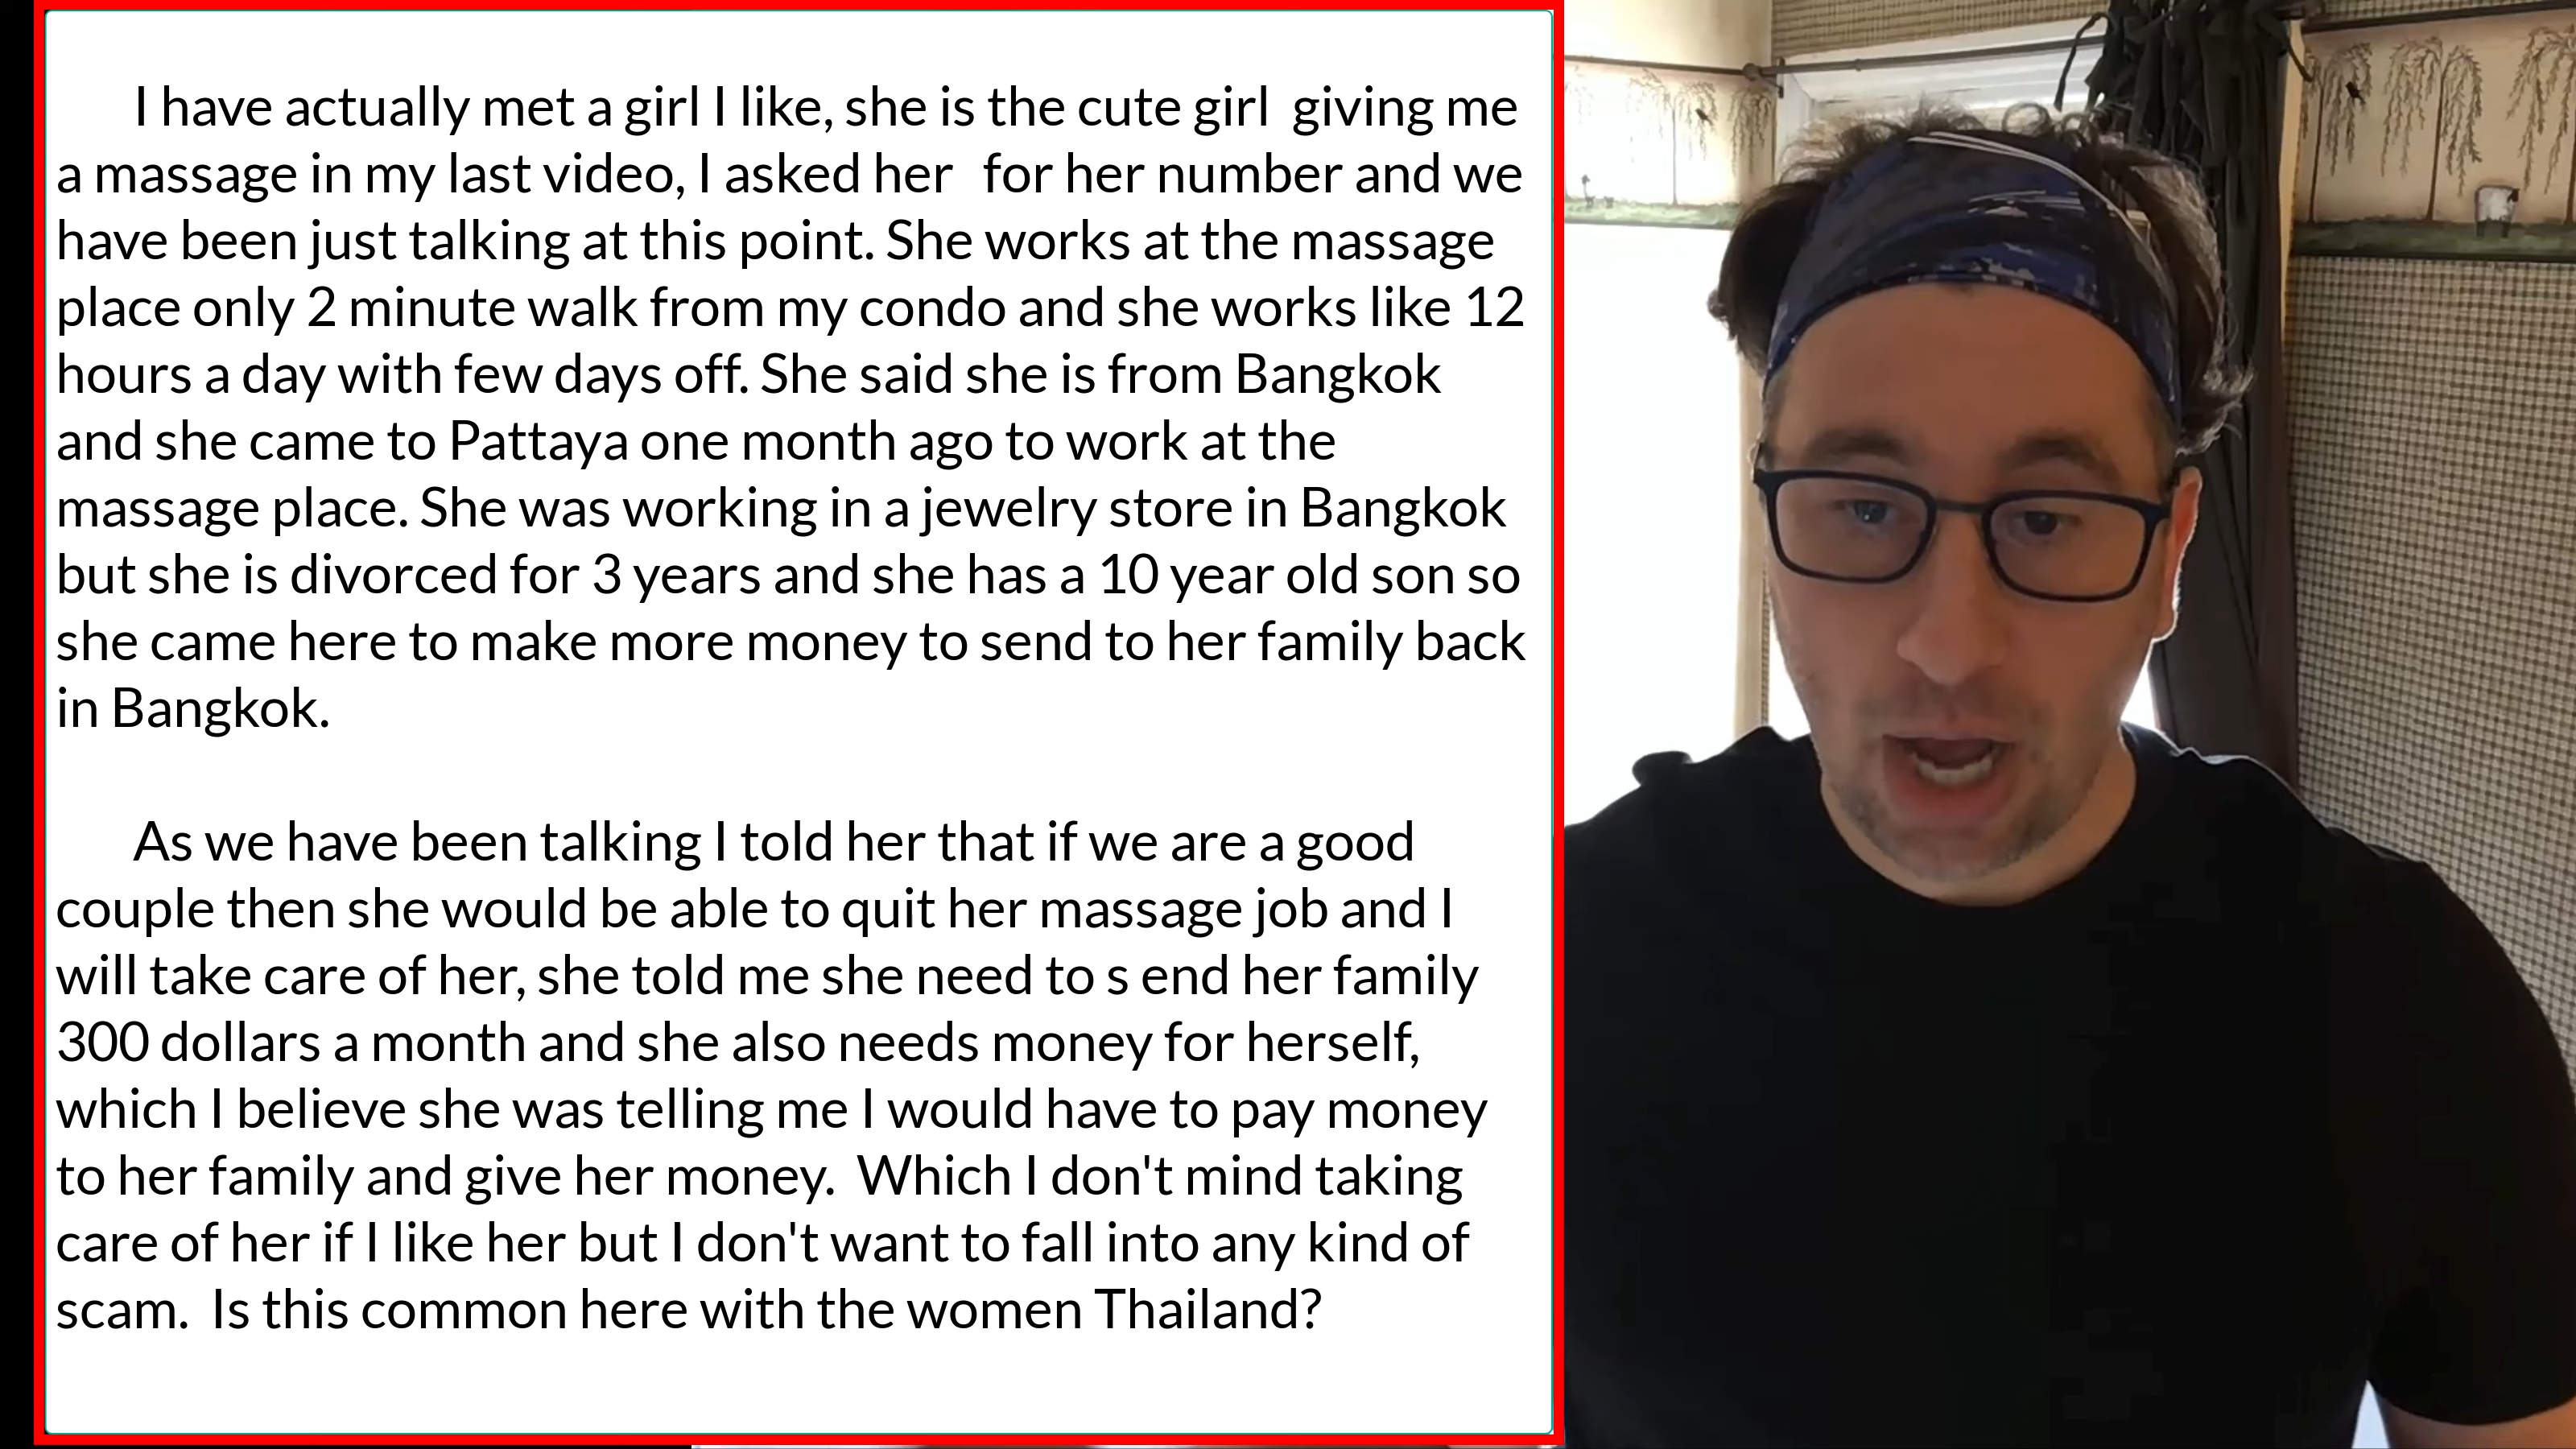 I have actually met a girl I like, she is the cute girl giving me
a massage in my last video, I asked her for her number and we
have been just talking at this point. She works at the massage
place only 2 minute walk from my condo and she works like 12
hours a day with few days off. She said she is from Bangkok
and she came to Pattaya one month ago to work at the
massage place. She was working in a jewelry store in Bangkok
but she is divorced for 3 years and she has a 10 year old son so
she came here to make more money to send to her family back
in Bangkok.
As we have been talking I told her that if we are a good
couple then she would be able to quit her massage job and I
will take care of her, she told me she need to s end her family
300 dollars a month and she also needs money for herself,
which I believe she was telling me I would have to pay money
to her family and give her money. Which I don't mind taking
care of her if I like her but I don't want to fall into any kind of
scam. Is this common here with the women Thailand?